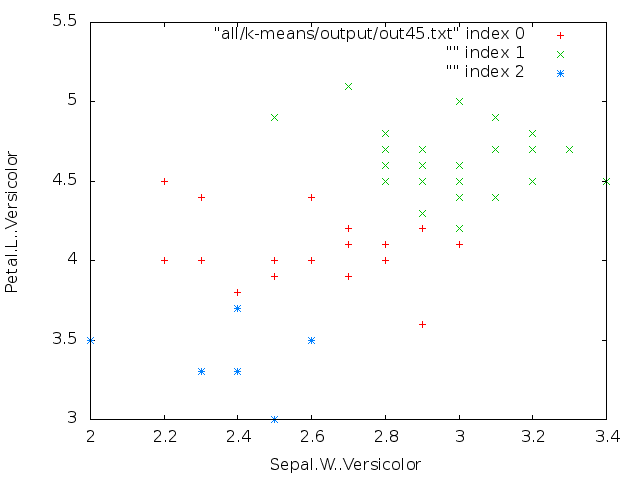 "all/k-means/output/out45.txt" index 0
"" index 1
"" index 2
5.5
5
4.5
4
3.5
3
2 2.2 2.4 2.6 2.8 3 3.2 3.4
Petal.L..Versicolor
Sepal.W..Versicolor